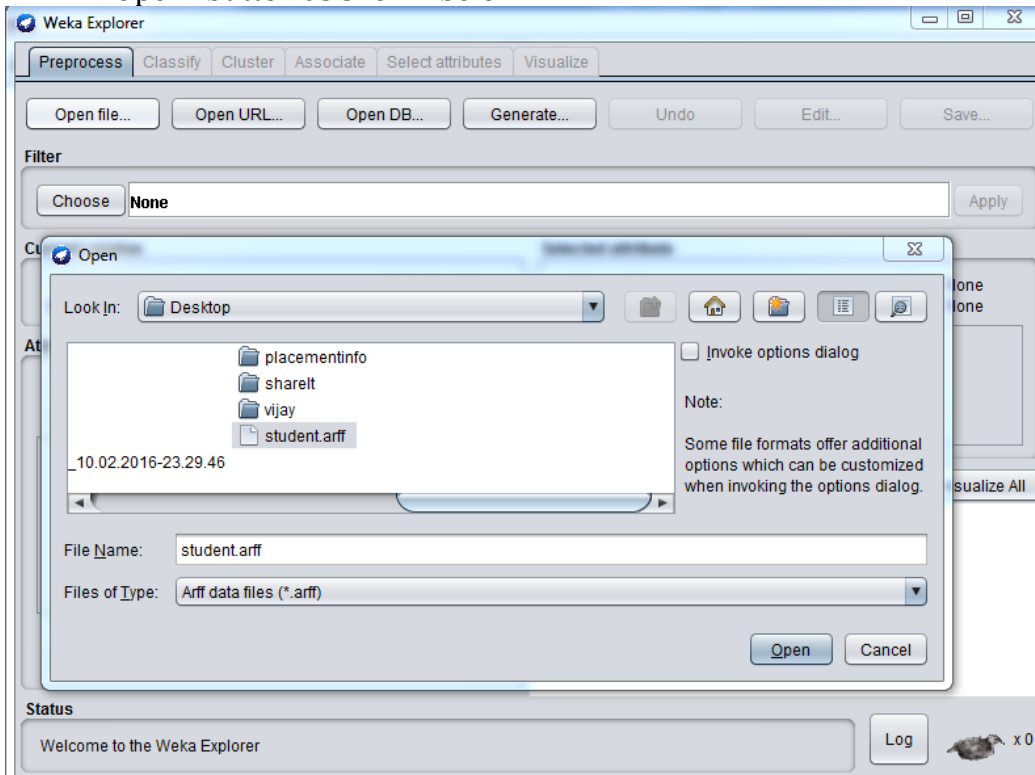 Weka Explorer
Preprocess Classify Cluster Associate Select attributes Visualize
Open file... Open URL... Open DB... Generate... Undo Edit... Save...
Filter
Choose None Apply
Open
Look In: Desktop
lone
lone
At
placementinfo
shareIt
vijay
student.arff
_10.02.2016-23.29.46
Invoke options dialog
Note:
Some file formats offer additional
options which can be customized
when invoking the options dialog.
sualize All
File Name: student.arff
Files of Type: Arff data files (*.arff)
Open Cancel
Status
Welcome to the Weka Explorer
Log x 0